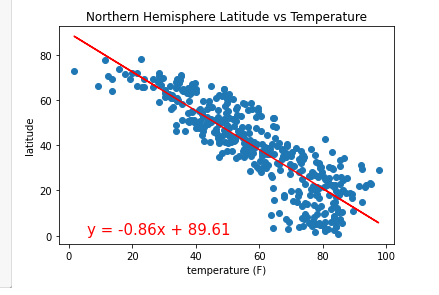 Northern Hemisphere Latitude vs Temperature
latitude
80
60
40
20
0
y = -0.86x + 89.61
0 20 40 60 80 100
temperature (F)